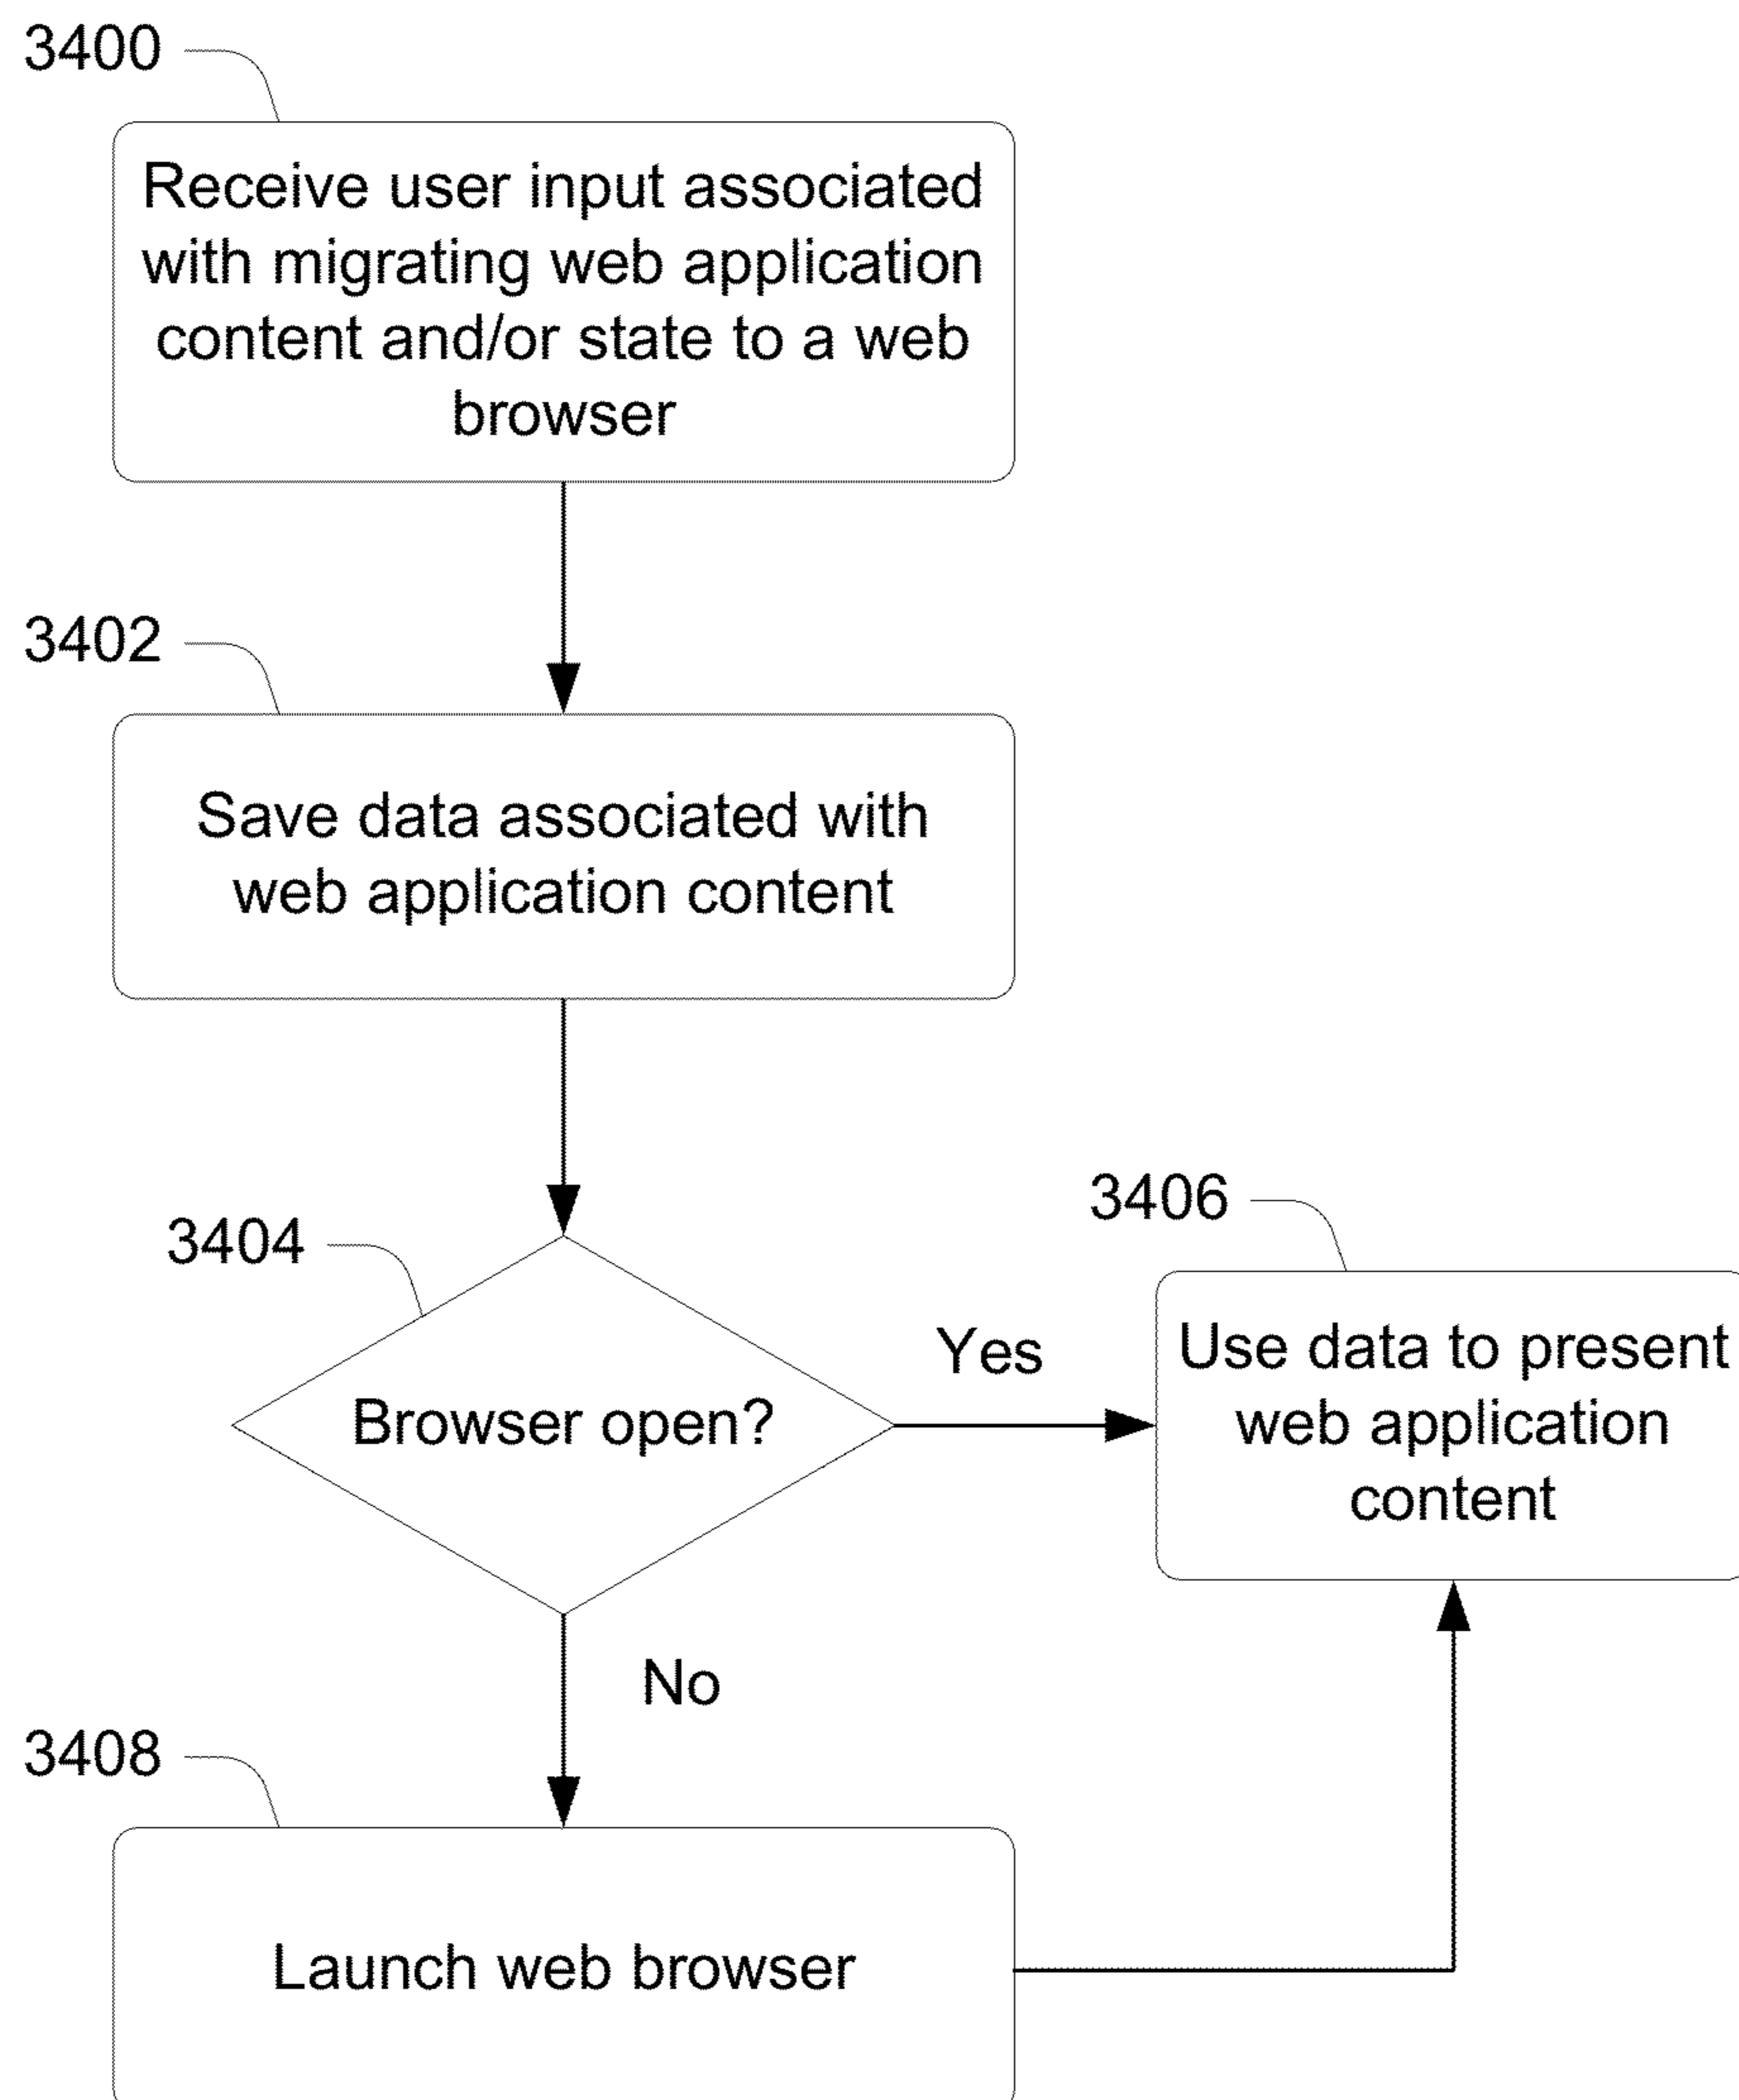 3400
Receive user input associated
with migrating web application
content and/or state to a web
browser
3402
Save data associated with
web application content
3404
Browser open?
Yes
3406
Use data to present
web application
content
No
3408
Launch web browser